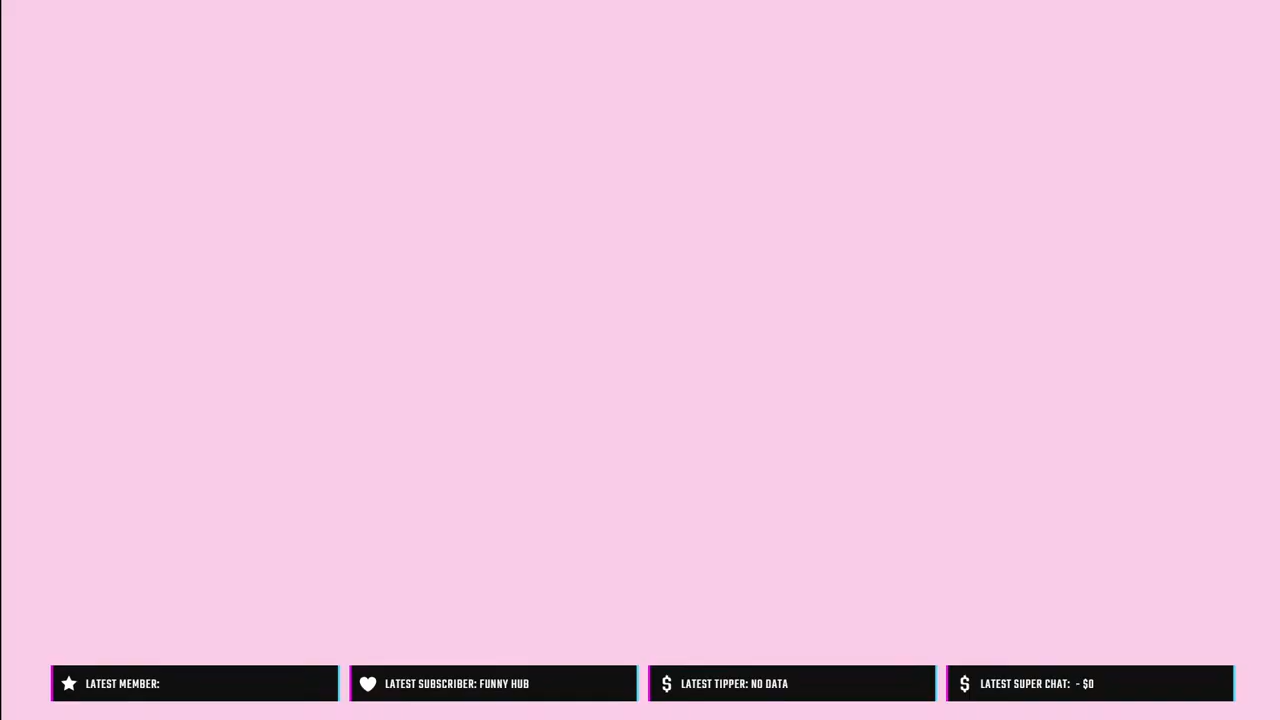 LATEST MEMBER:
LATEST SUBSCRIBER: FUNNY HUB
$ LATEST TIPPER: NO DATA
$ LATEST SUPER CHAT:  - $0